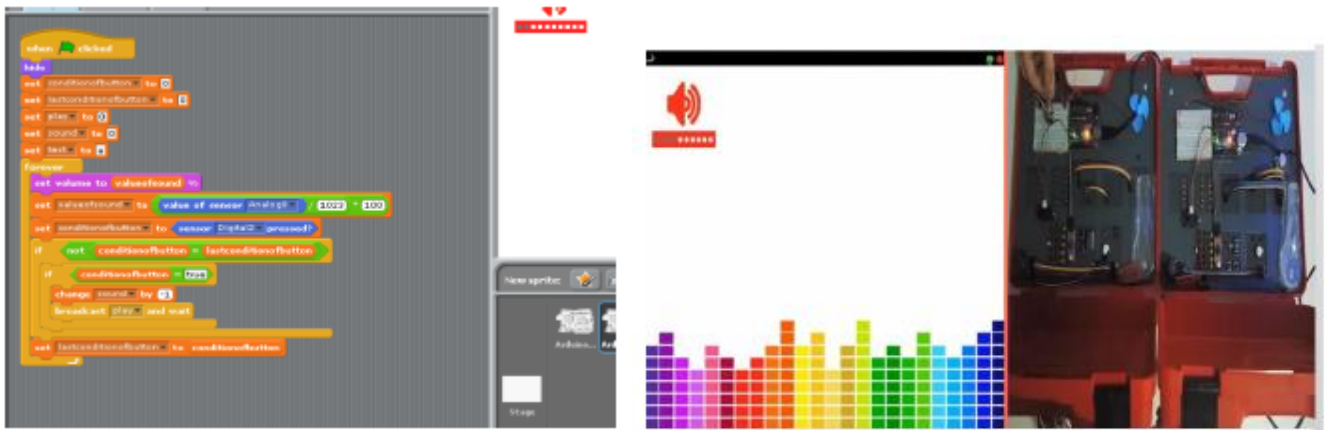 when clicked
hide
set conditionofbutton to 0
set lastconditionofbutton to 0
set play to 0
set sound to 0
set to
forever
set volume to valueofsound %
set valueofsound to value of sensor Analog0 / 1023 * 100
set conditionofbutton to sensor Digital2 pressed?
if not conditionofbutton = lastconditionofbutton
if conditionofbutton = true
change sound by -1
broadcast play and wait
set lastconditionofbutton to conditionofbutton
New sprite:
Arduino...
Stage